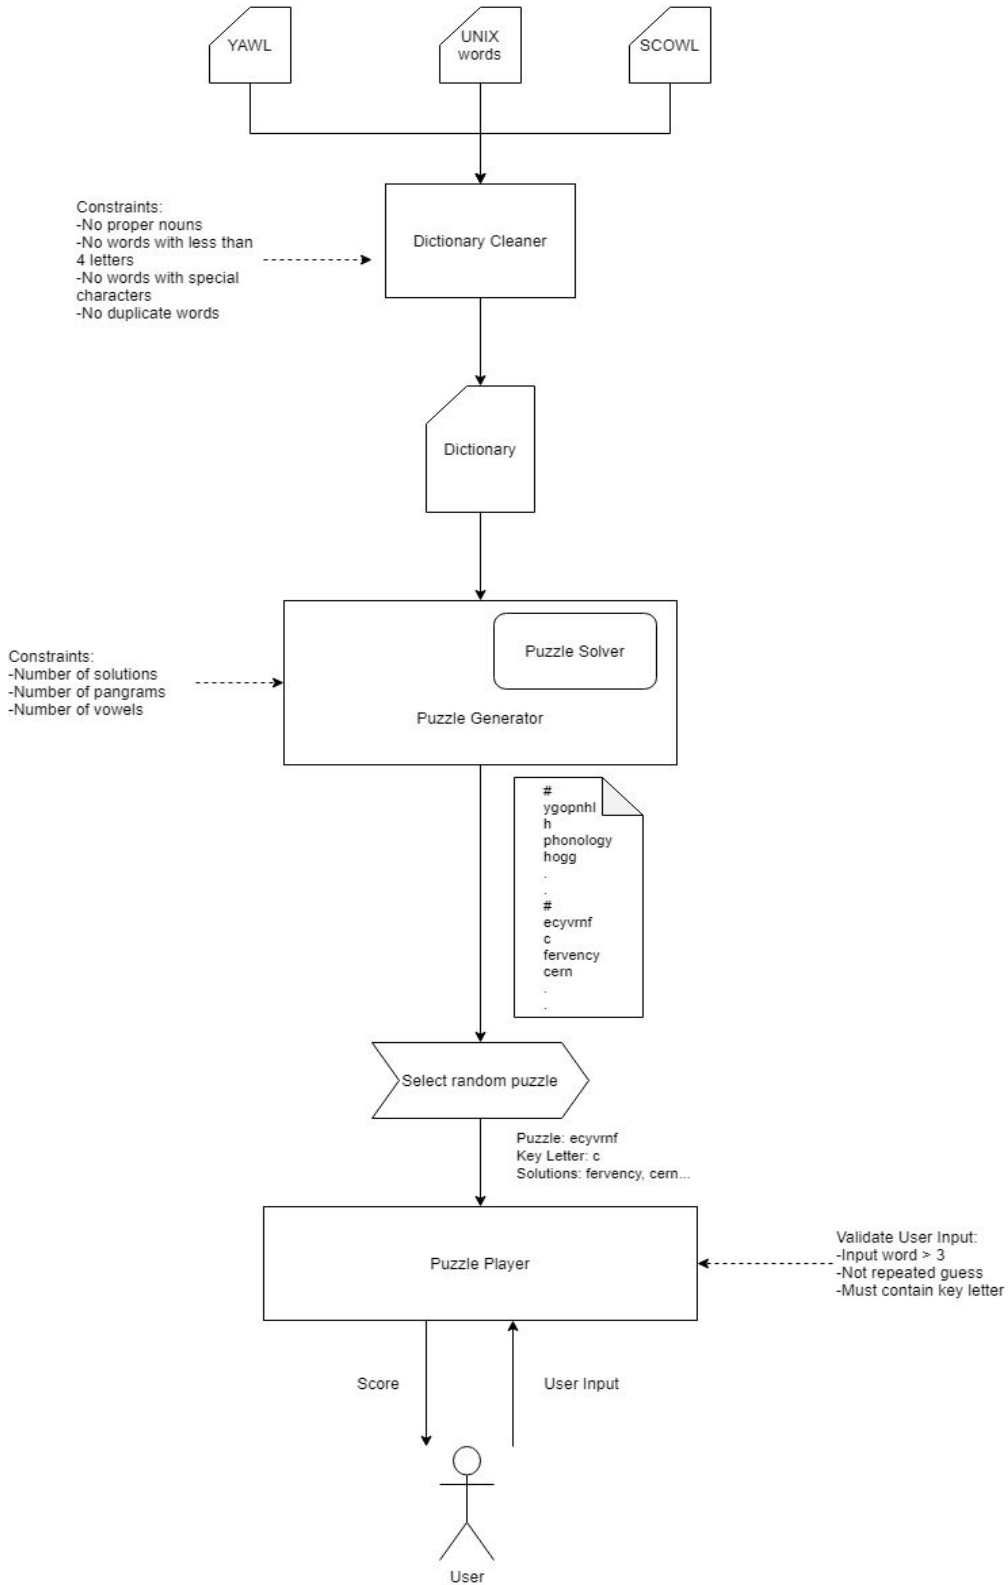 YAWL
UNIX
words
SCOWL
Constraints:
-No proper nouns
-No words with less than
4 letters
-No words with special
characters
-No duplicate words
Dictionary Cleaner
Dictionary
Constraints:
-Number of solutions
-Number of pangrams
-Number of vowels
Puzzle Solver
Puzzle Generator
#
ygopnhl
h
phonology
hogg
.
.
#
ecyvrnf
c
fervency
cern
.
.
Select random puzzle
Puzzle: ecyvrnf
Key Letter: c
Solutions: fervency, cern...
Puzzle Player
Validate User Input:
-Input word > 3
-Not repeated guess
-Must contain key letter
Score
User Input
User